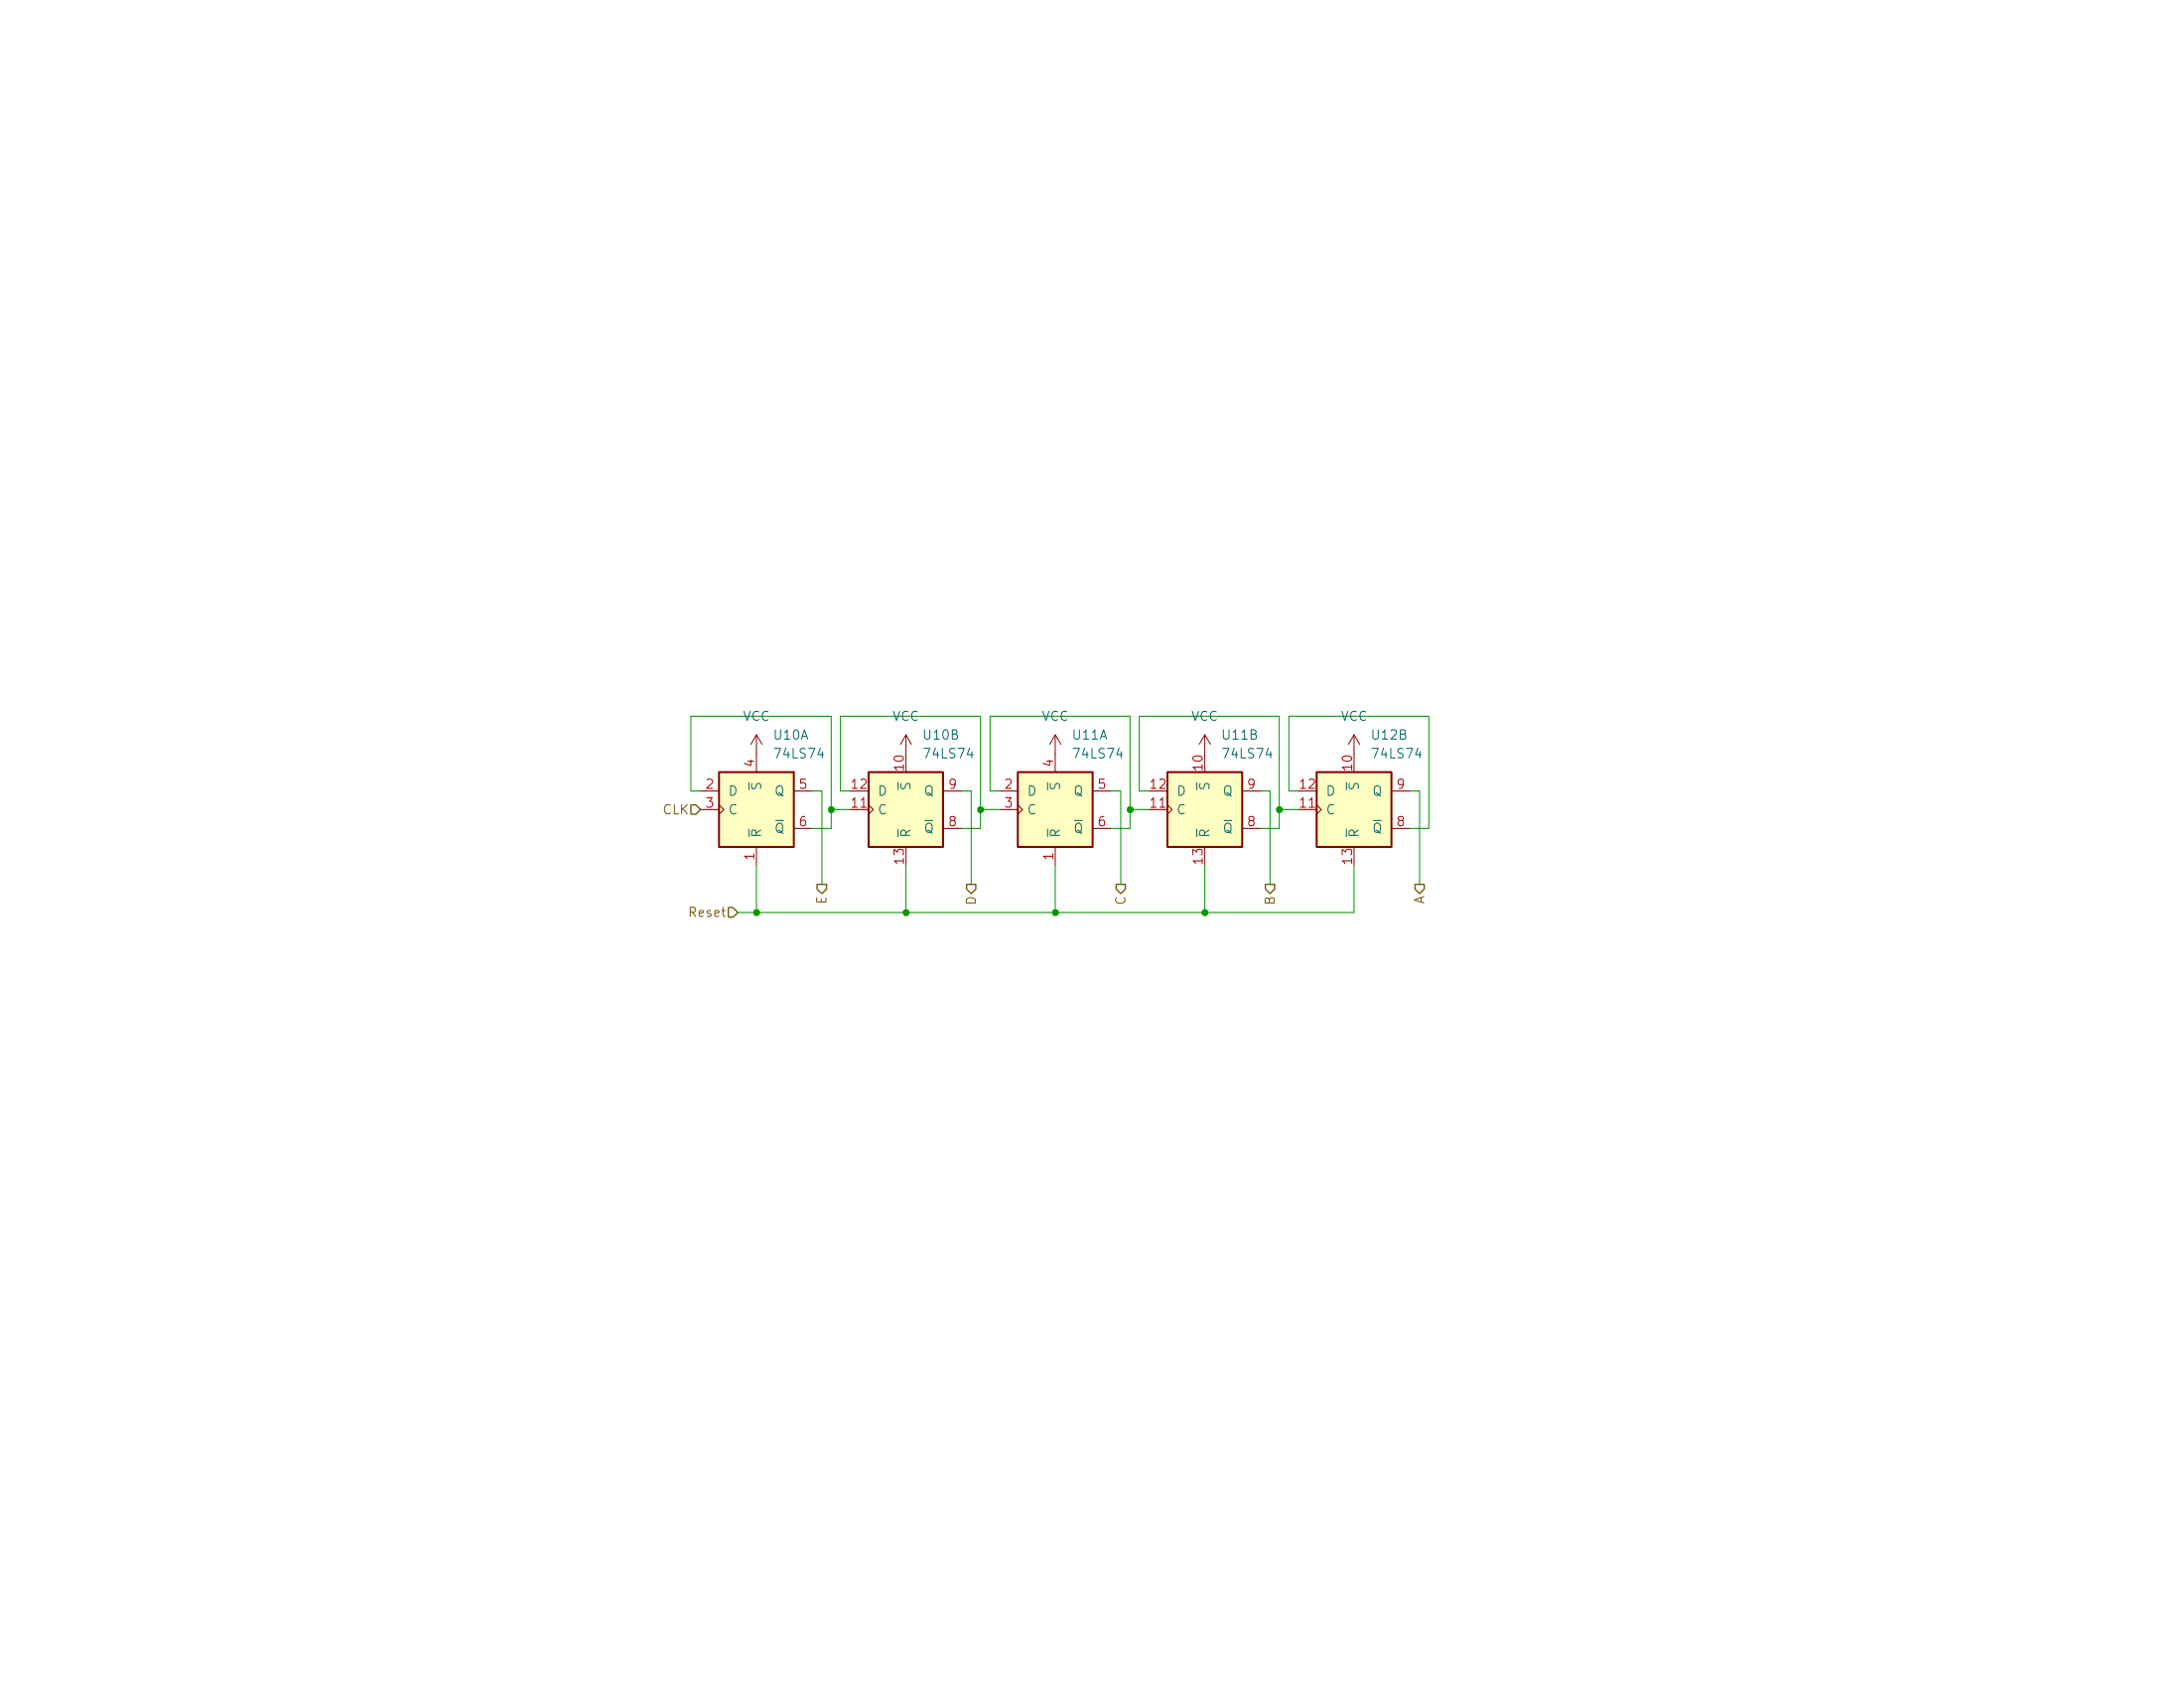 VCC VCC VCC VCC VCC
U10A U10B U11A U11B U12B
74LS74 74LS74 74LS74 74LS74 74LS74
4 10 4 10 10
2 D S Q 5 12 D S Q 9 2 D S Q 5 12 D S Q 9 12 D S Q 9
CLK 3 C 11 C 3 C 11 C 11 C
R Q 6 R Q 8 R Q 6 R Q 8 R Q 8
1 13 1 13 13
E D C B A
Reset